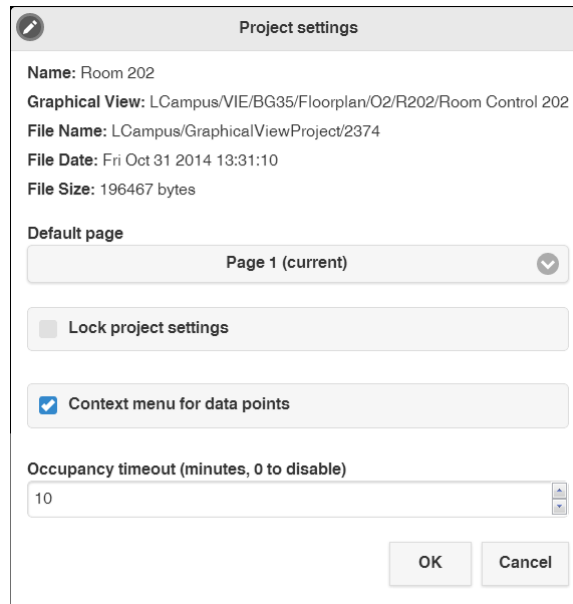 Project settings
Name: Room 202
Graphical View: LCampus/VIE/BG35/Floorplan/O2/R202/Room Control 202
File Name: LCampus/GraphicalViewProject/2374
File Date: Fri Oct 31 2014 13:31:10
File Size: 196467 bytes
Default page
Page 1 (current)
Lock project settings
Context menu for data points
Occupancy timeout (minutes, 0 to disable)
10
OK Cancel